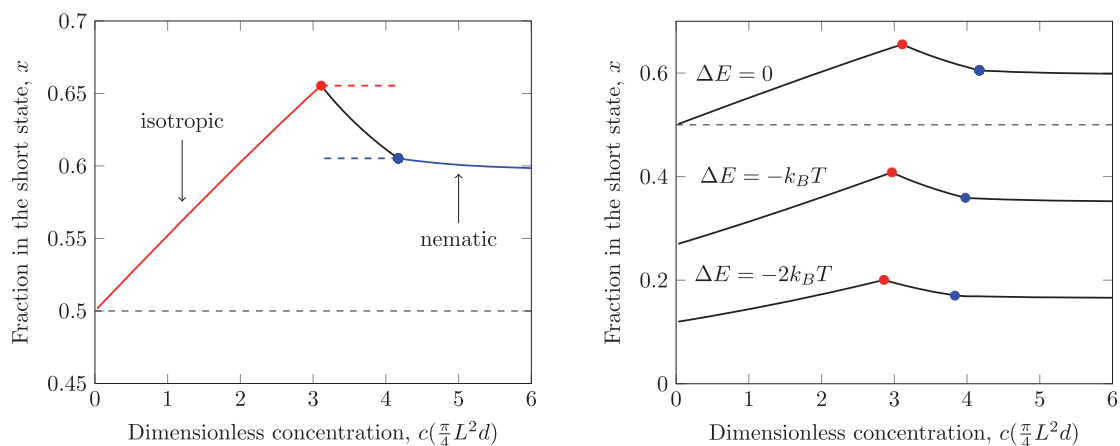 Fraction in the short state, x
0.7
0.65
0.6
0.55
0.5
0.45
isotropic
nematic
0 1 2 3 4 5 6
Dimensionless concentration, c(π/4 L²d)
Fraction in the short state, x
0.6
0.4
0.2
0
ΔE = 0
ΔE = −k_BT
ΔE = −2k_BT
0 1 2 3 4 5 6
Dimensionless concentration, c(π/4 L²d)